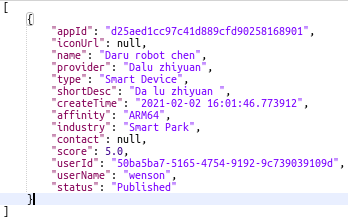 [
{
"appId": "d25aed1cc97c41d889cfd90258168901",
"iconUrl": null,
"name": "Daru robot chen",
"provider": "Dalu zhiyuan",
"type": "Smart Device",
"shortDesc": "Da lu zhiyuan ",
"createTime": "2021-02-02 16:01:46.773912",
"affinity": "ARM64",
"industry": "Smart Park",
"contact": null,
"score": 5.0,
"userId": "50ba5ba7-5165-4754-9192-9c739039109d",
"userName": "wenson",
"status": "Published"
}
]